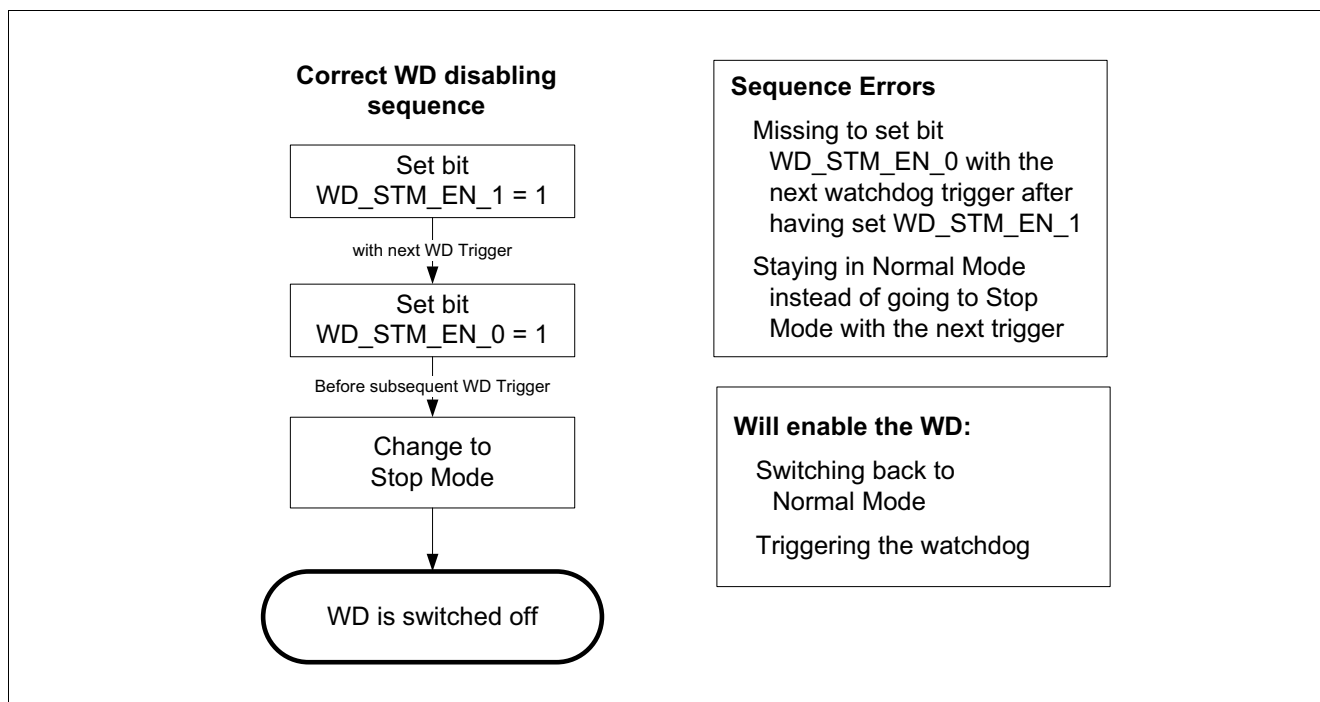 Correct WD disabling
sequence
Set bit
WD_STM_EN_1 = 1
with next WD Trigger
Set bit
WD_STM_EN_0 = 1
Before subsequent WD Trigger
Change to
Stop Mode
WD is switched off
Sequence Errors
Missing to set bit
WD_STM_EN_0 with the
next watchdog trigger after
having set WD_STM_EN_1
Staying in Normal Mode
instead of going to Stop
Mode with the next trigger
Will enable the WD:
Switching back to
Normal Mode
Triggering the watchdog